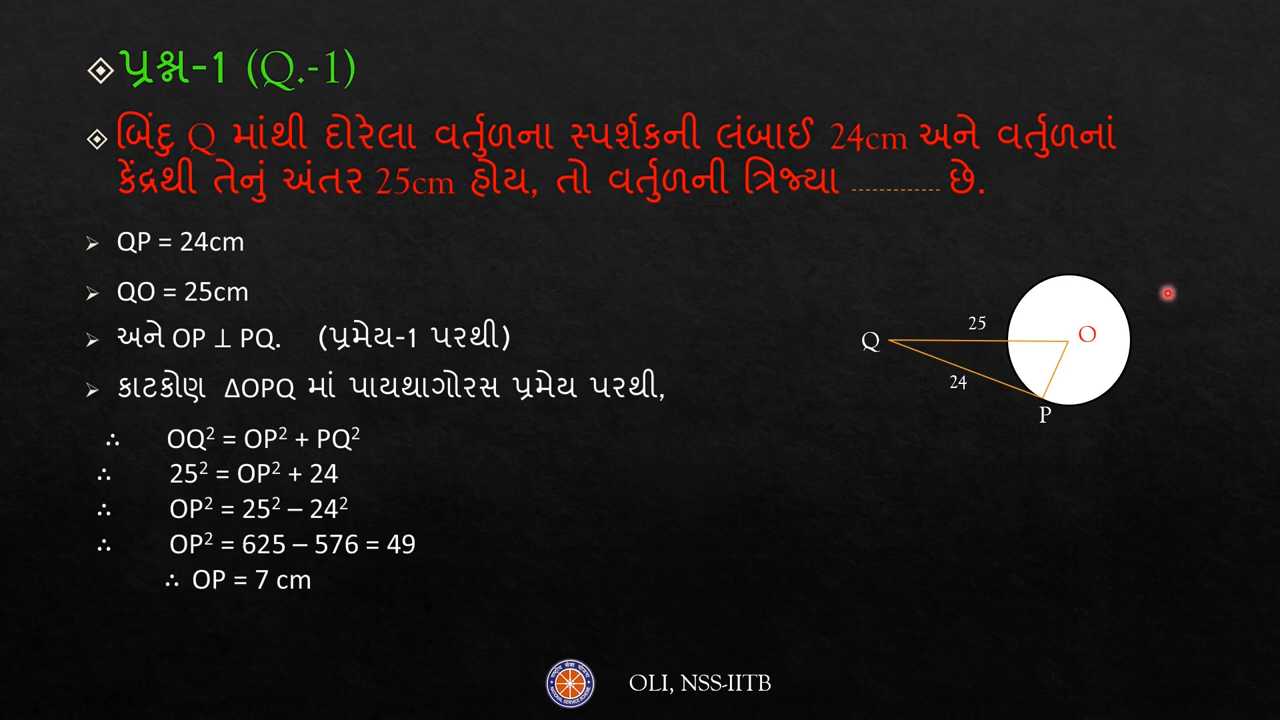 પ્રશ્ન-1 (Q.-1)
બિંદુ Q માંથી દોરેલા વર્તુળના સ્પર્શકની લંબાઈ 24cm અને વર્તુળનાં
કેંદ્રથી તેનું અંતર 25cm હોય, તો વર્તુળની ત્રિજ્યા ------------- છે.
QP = 24cm
QO = 25cm
અને OP ⊥ PQ. (પ્રમેય-1 પરથી)
કાટકોણ ΔOPQ માં પાયથાગોરસ પ્રમેય પરથી,
∴ OQ² = OP² + PQ²
∴ 25² = OP² + 24
∴ OP² = 25² – 24²
∴ OP² = 625 – 576 = 49
∴ OP = 7 cm
25
O
Q
24
P
OLI, NSS-IITB